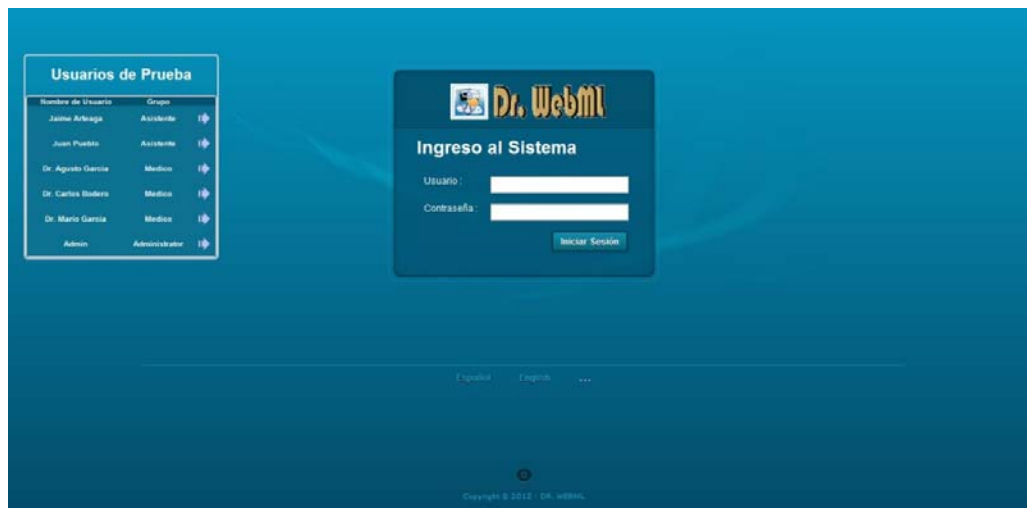 Usuarios de Prueba
Nombre de Usuario Grupo
Jaime Arteaga Asistente
Juan Pueblo Asistente
Dr. Agusto Garcia Medico
Dr. Carlos Bodero Medico
Dr. Mario Garcia Medico
Admin Administrator
Dr. WebMl
Ingreso al Sistema
Usuario :
Contraseña :
Iniciar Sesión
Español English ...
Copyright © 2012 - DR. WEBML